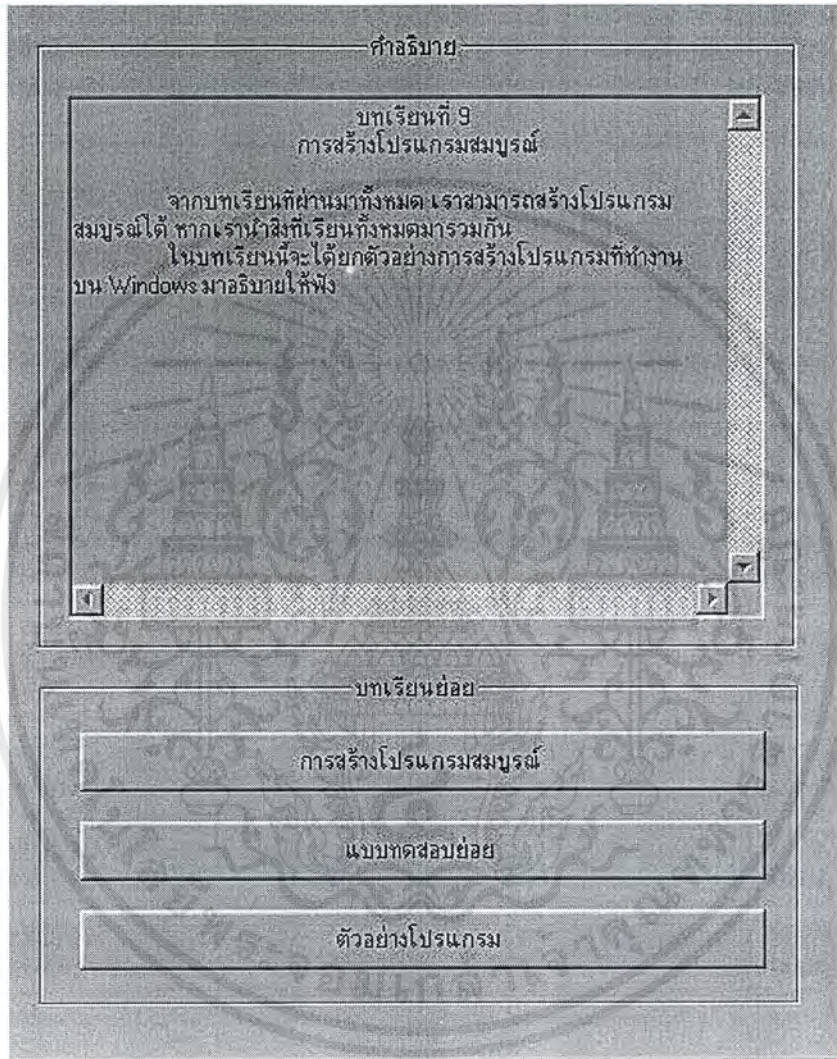 คำอธิบาย
บทเรียนที่ 9
การสร้างโปรแกรมสมบูรณ์
จากบทเรียนที่ผ่านมาทั้งหมด เราสามารถสร้างโปรแกรม
สมบูรณ์ได้ หากเรานำสิ่งที่เรียนทั้งหมดมารวมกัน
ในบทเรียนนี้จะได้ยกตัวอย่างการสร้างโปรแกรมที่ทำงาน
บน Windows มาอธิบายให้ฟัง
บทเรียนย่อย
การสร้างโปรแกรมสมบูรณ์
แบบทดสอบย่อย
ตัวอย่างโปรแกรม